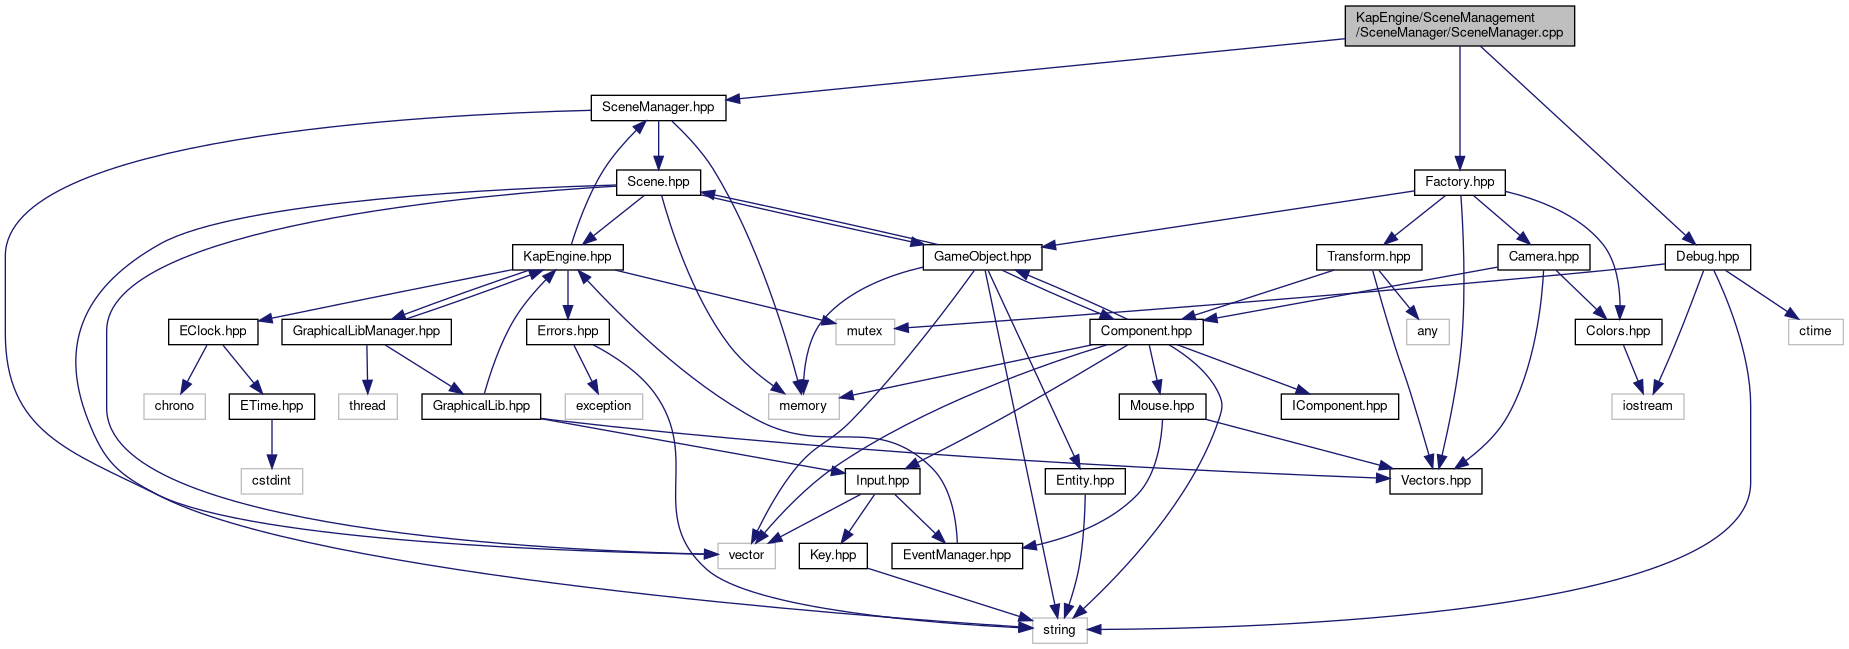 KapEngine/SceneManagement
/SceneManager/SceneManager.cpp
SceneManager.hpp
Scene.hpp
Factory.hpp
KapEngine.hpp
GameObject.hpp
Transform.hpp
Camera.hpp
Debug.hpp
EClock.hpp
GraphicalLibManager.hpp
Errors.hpp
mutex
Component.hpp
any
Colors.hpp
ctime
chrono
ETime.hpp
thread
GraphicalLib.hpp
exception
memory
Mouse.hpp
IComponent.hpp
iostream
cstdint
Input.hpp
Entity.hpp
Vectors.hpp
vector
Key.hpp
EventManager.hpp
string